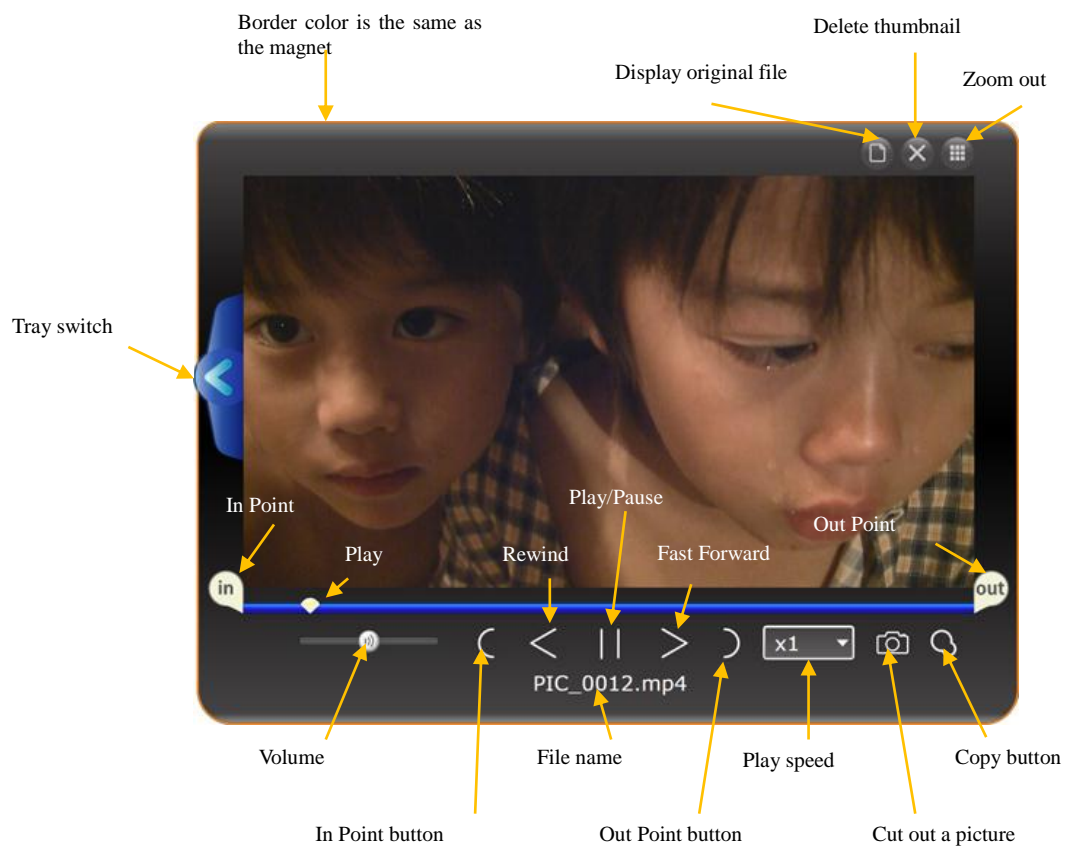 Border color is the same as
the magnet
Delete thumbnail
Display original file
Zoom out
Tray switch
In Point
Play/Pause
Out Point
Play
Rewind
Fast Forward
in
out
x1
PIC_0012.mp4
Volume
File name
Play speed
Copy button
In Point button
Out Point button
Cut out a picture